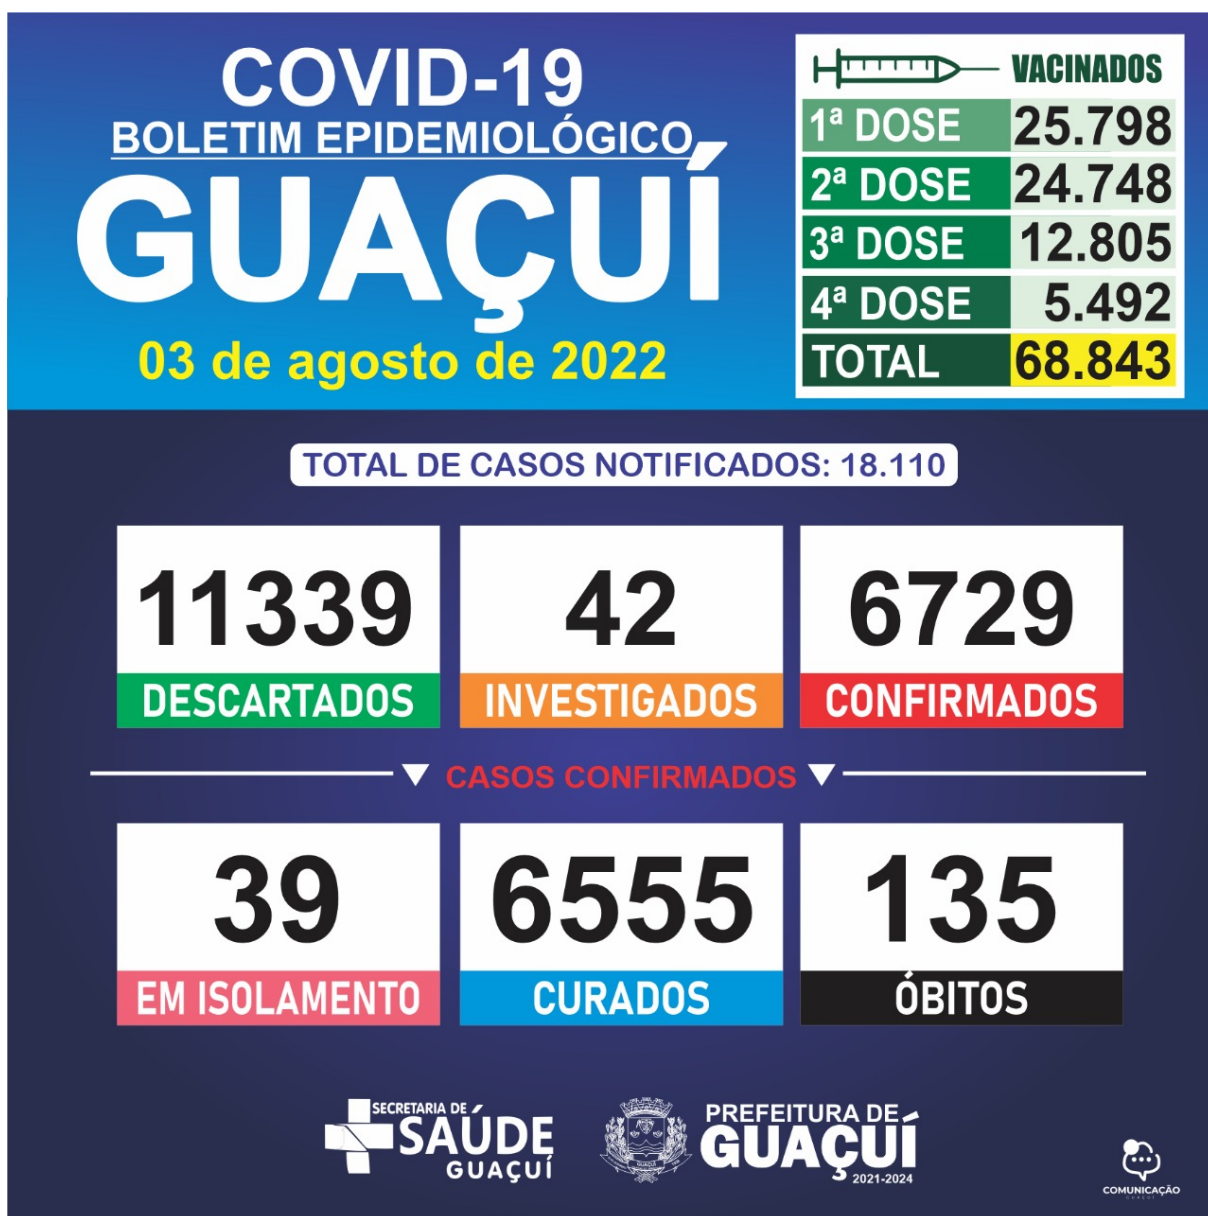 COVID-19
BOLETIM EPIDEMIOLÓGICO
GUAÇUÍ
03 de agosto de 2022
VACINADOS
1ª DOSE 25.798
2ª DOSE 24.748
3ª DOSE 12.805
4ª DOSE 5.492
TOTAL 68.843
TOTAL DE CASOS NOTIFICADOS: 18.110
11339
DESCARTADOS
42
INVESTIGADOS
6729
CONFIRMADOS
CASOS CONFIRMADOS
39
EM ISOLAMENTO
6555
CURADOS
135
ÓBITOS
SECRETARIA DE
SAÚDE
GUAÇUÍ
PREFEITURA DE
GUAÇUÍ
2021-2024
COMUNICAÇÃO
GUAÇUÍ